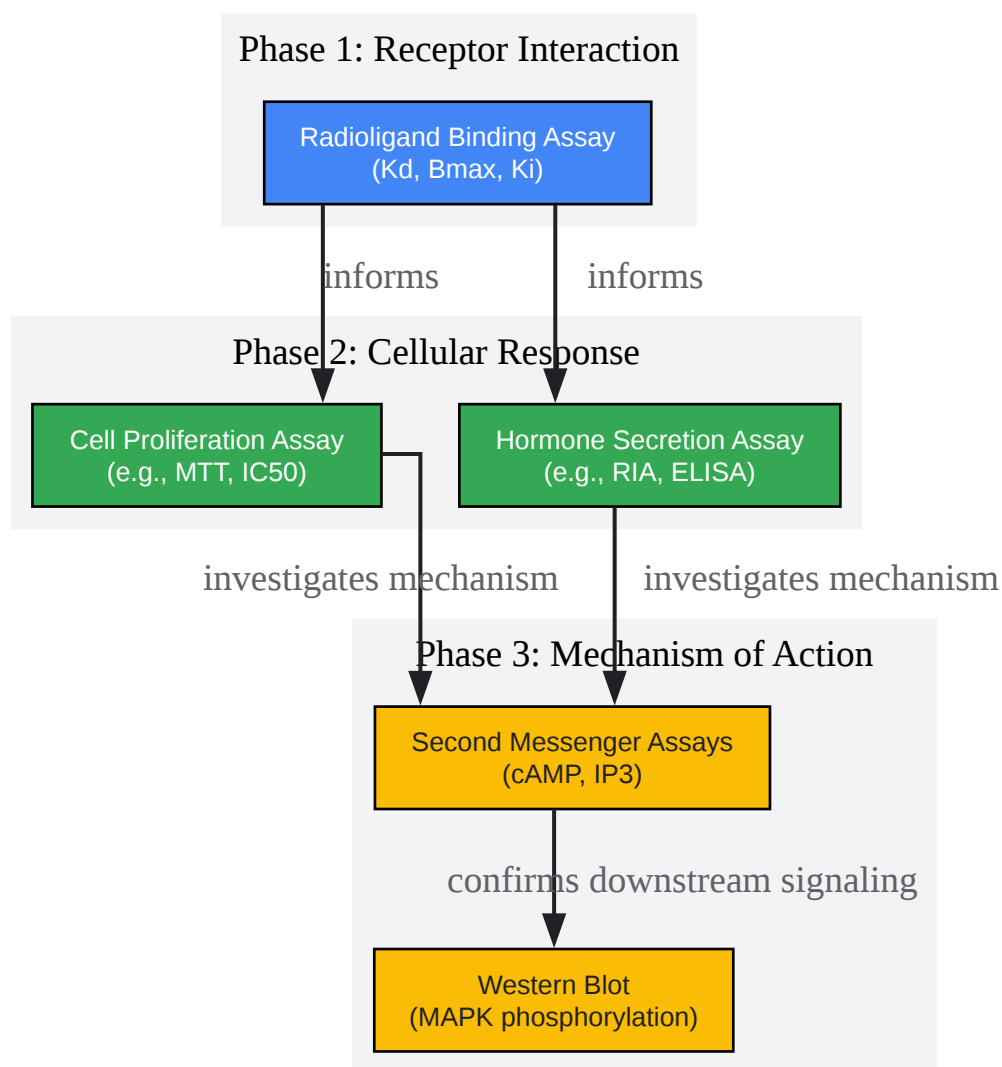 Phase 1: Receptor Interaction
Radioligand Binding Assay
(Kd, Bmax, Ki)
informs
informs
Phase 2: Cellular Response
Cell Proliferation Assay
(e.g., MTT, IC50)
Hormone Secretion Assay
(e.g., RIA, ELISA)
investigates mechanism
investigates mechanism
Phase 3: Mechanism of Action
Second Messenger Assays
(cAMP, IP3)
confirms downstream signaling
Western Blot
(MAPK phosphorylation)